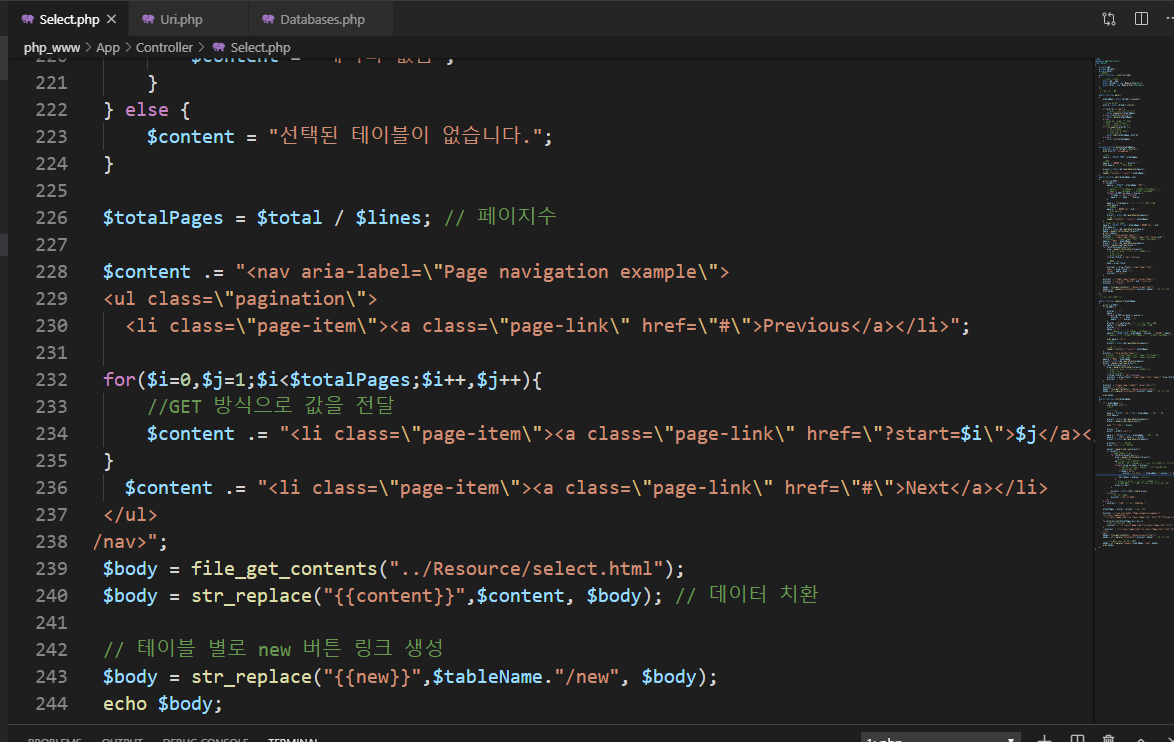 Select.php Uri.php Databases.php
php_www > App > Controller > Select.php
221 }
222 } else {
223 $content = "선택된 테이블이 없습니다.";
224 }
225
226 $totalPages = $total / $lines; // 페이지수
227
228 $content .= "<nav aria-label=\"Page navigation example\">
229 <ul class=\"pagination\">
230 <li class=\"page-item\"><a class=\"page-link\" href=\"#\">Previous</a></li>";
231
232 for($i=0,$j=1;$i<$totalPages;$i++,$j++){
233 //GET 방식으로 값을 전달
234 $content .= "<li class=\"page-item\"><a class=\"page-link\" href=\"?start=$i\">$j</a><
235 }
236 $content .= "<li class=\"page-item\"><a class=\"page-link\" href=\"#\">Next</a></li>
237 </ul>
238 /nav>";
239 $body = file_get_contents("../Resource/select.html");
240 $body = str_replace("{{content}}",$content, $body); // 데이터 치환
241
242 // 테이블 별로 new 버튼 링크 생성
243 $body = str_replace("{{new}}",$tableName."/new", $body);
244 echo $body;
PROBLEMS OUTPUT DEBUG CONSOLE TERMINAL 1: php